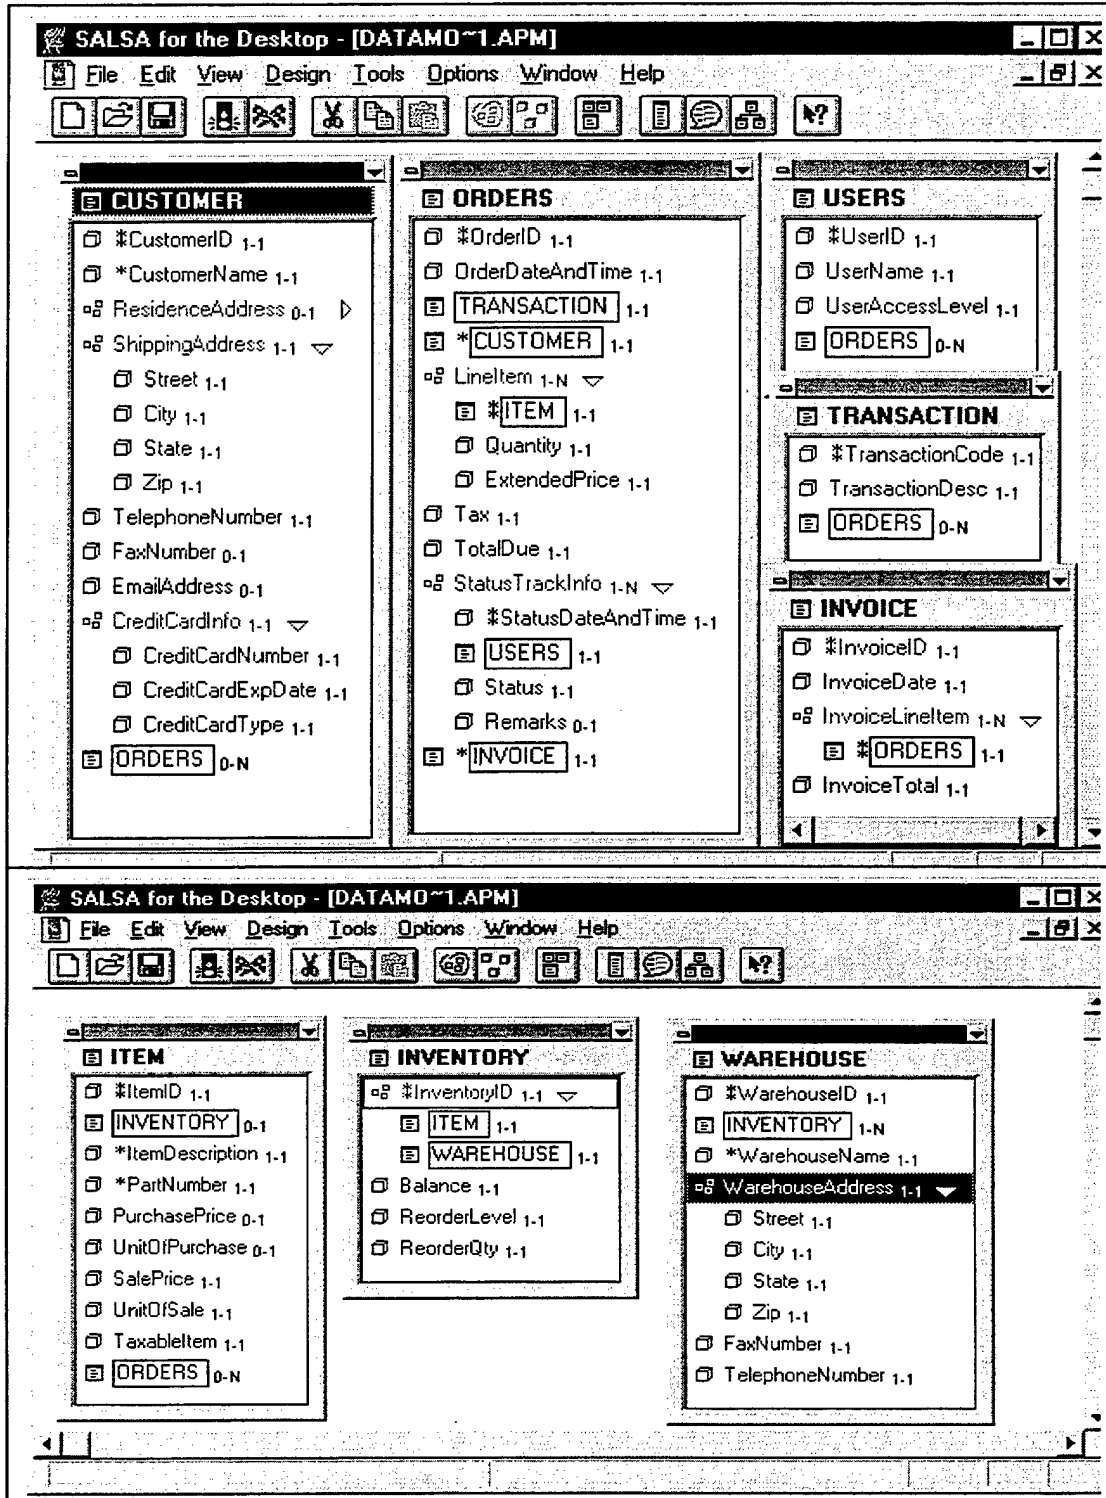 SALSA for the Desktop - [DATAMO~1.APM]
File Edit View Design Tools Options Window Help
CUSTOMER
‡CustomerID 1-1
*CustomerName 1-1
ResidenceAddress 0-1
ShippingAddress 1-1
Street 1-1
City 1-1
State 1-1
Zip 1-1
TelephoneNumber 1-1
FaxNumber 0-1
EmailAddress 0-1
CreditCardInfo 1-1
CreditCardNumber 1-1
CreditCardExpDate 1-1
CreditCardType 1-1
ORDERS 0-N
ORDERS
‡OrderID 1-1
OrderDateAndTime 1-1
TRANSACTION 1-1
*CUSTOMER 1-1
LineItem 1-N
‡ITEM 1-1
Quantity 1-1
ExtendedPrice 1-1
Tax 1-1
TotalDue 1-1
StatusTrackInfo 1-N
‡StatusDateAndTime 1-1
USERS 1-1
Status 1-1
Remarks 0-1
*INVOICE 1-1
USERS
‡UserID 1-1
UserName 1-1
UserAccessLevel 1-1
ORDERS 0-N
TRANSACTION
‡TransactionCode 1-1
TransactionDesc 1-1
ORDERS 0-N
INVOICE
‡InvoiceID 1-1
InvoiceDate 1-1
InvoiceLineItem 1-N
‡ORDERS 1-1
InvoiceTotal 1-1
SALSA for the Desktop - [DATAMO~1.APM]
File Edit View Design Tools Options Window Help
ITEM
‡ItemID 1-1
INVENTORY 0-1
*ItemDescription 1-1
*PartNumber 1-1
PurchasePrice 0-1
UnitOfPurchase 0-1
SalePrice 1-1
UnitOfSale 1-1
TaxableItem 1-1
ORDERS 0-N
INVENTORY
‡InventoryID 1-1
ITEM 1-1
WAREHOUSE 1-1
Balance 1-1
ReorderLevel 1-1
ReorderQty 1-1
WAREHOUSE
‡WarehouseID 1-1
INVENTORY 1-N
*WarehouseName 1-1
WarehouseAddress 1-1
Street 1-1
City 1-1
State 1-1
Zip 1-1
FaxNumber 1-1
TelephoneNumber 1-1